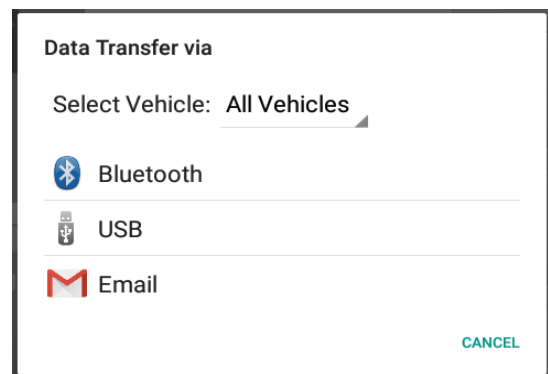 Data Transfer via
Select Vehicle: All Vehicles
Bluetooth
USB
Email
CANCEL